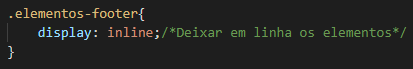 .elementos-footer{
    display: inline;/*Deixar em linha os elementos*/
}